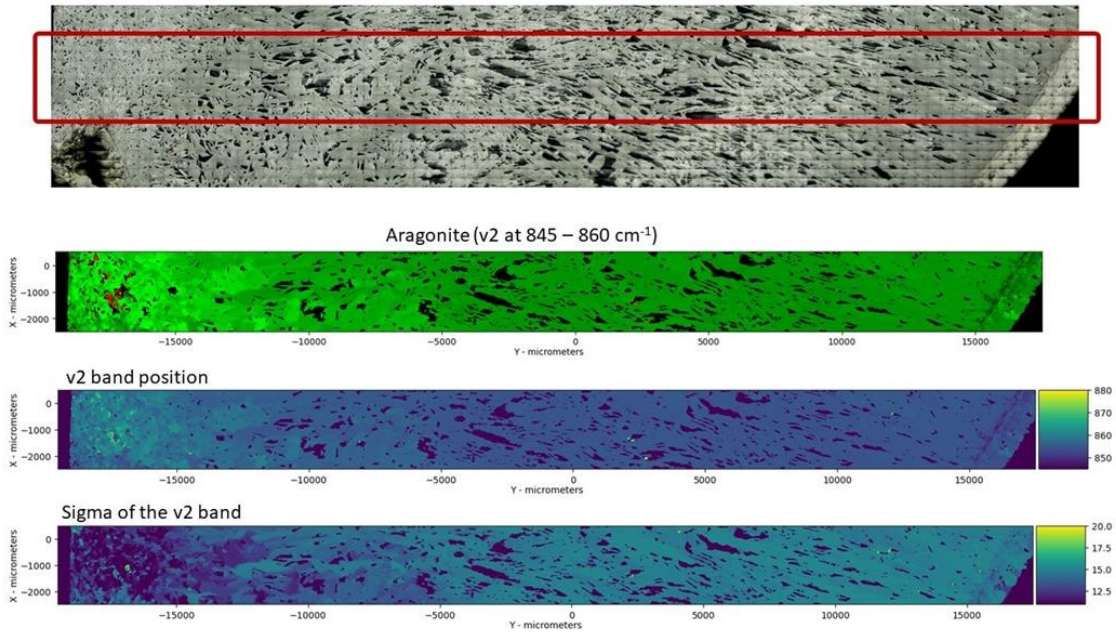 Aragonite (v2 at 845 – 860 cm-1)
X - micrometers
0
−1000
−2000
−15000 −10000 −5000 0 5000 10000 15000
Y - micrometers
v2 band position
X - micrometers
0
−1000
−2000
880
870
860
850
−15000 −10000 −5000 0 5000 10000 15000
Y - micrometers
Sigma of the v2 band
X - micrometers
0
−1000
−2000
20.0
17.5
15.0
12.5
−15000 −10000 −5000 0 5000 10000 15000
Y - micrometers